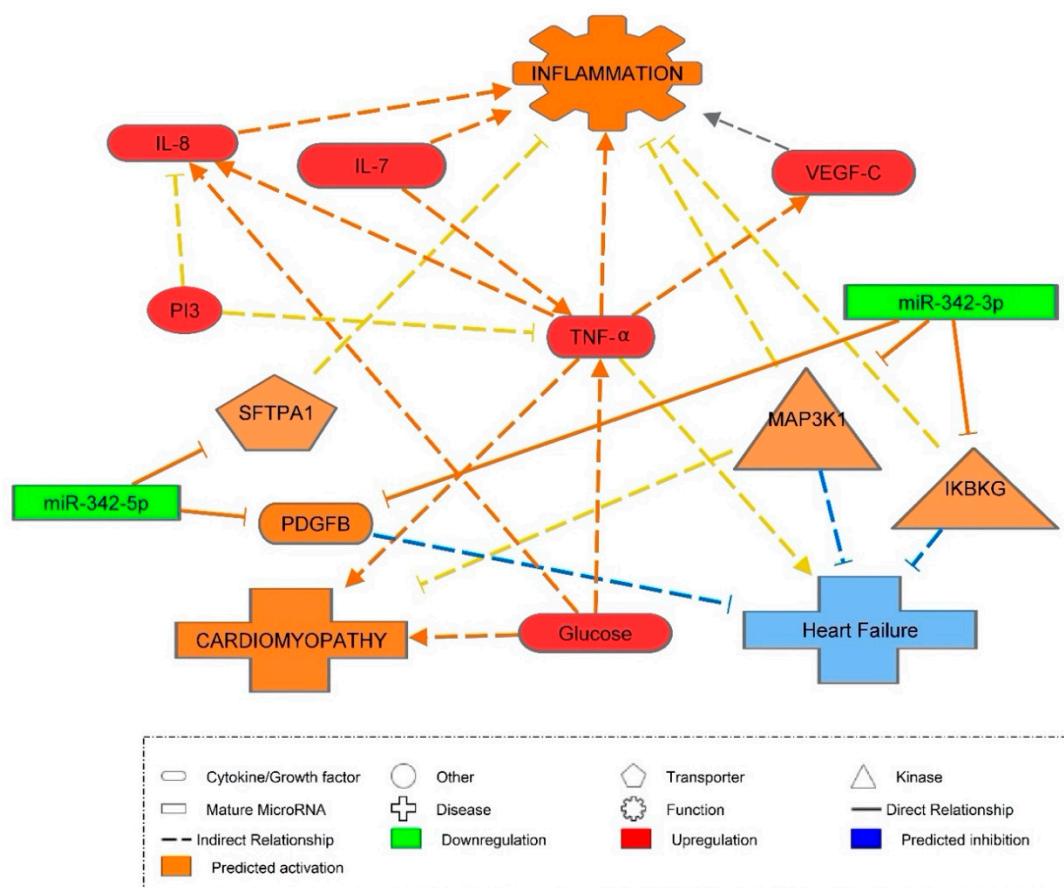 INFLAMMATION
IL-8
IL-7
VEGF-C
PI3
TNF-α
miR-342-3p
SFTPA1
MAP3K1
IKBKG
miR-342-5p
PDGFB
CARDIOMYOPATHY
Glucose
Heart Failure
Cytokine/Growth factor
Other
Transporter
Kinase
Mature MicroRNA
Disease
Function
Direct Relationship
Indirect Relationship
Downregulation
Upregulation
Predicted inhibition
Predicted activation